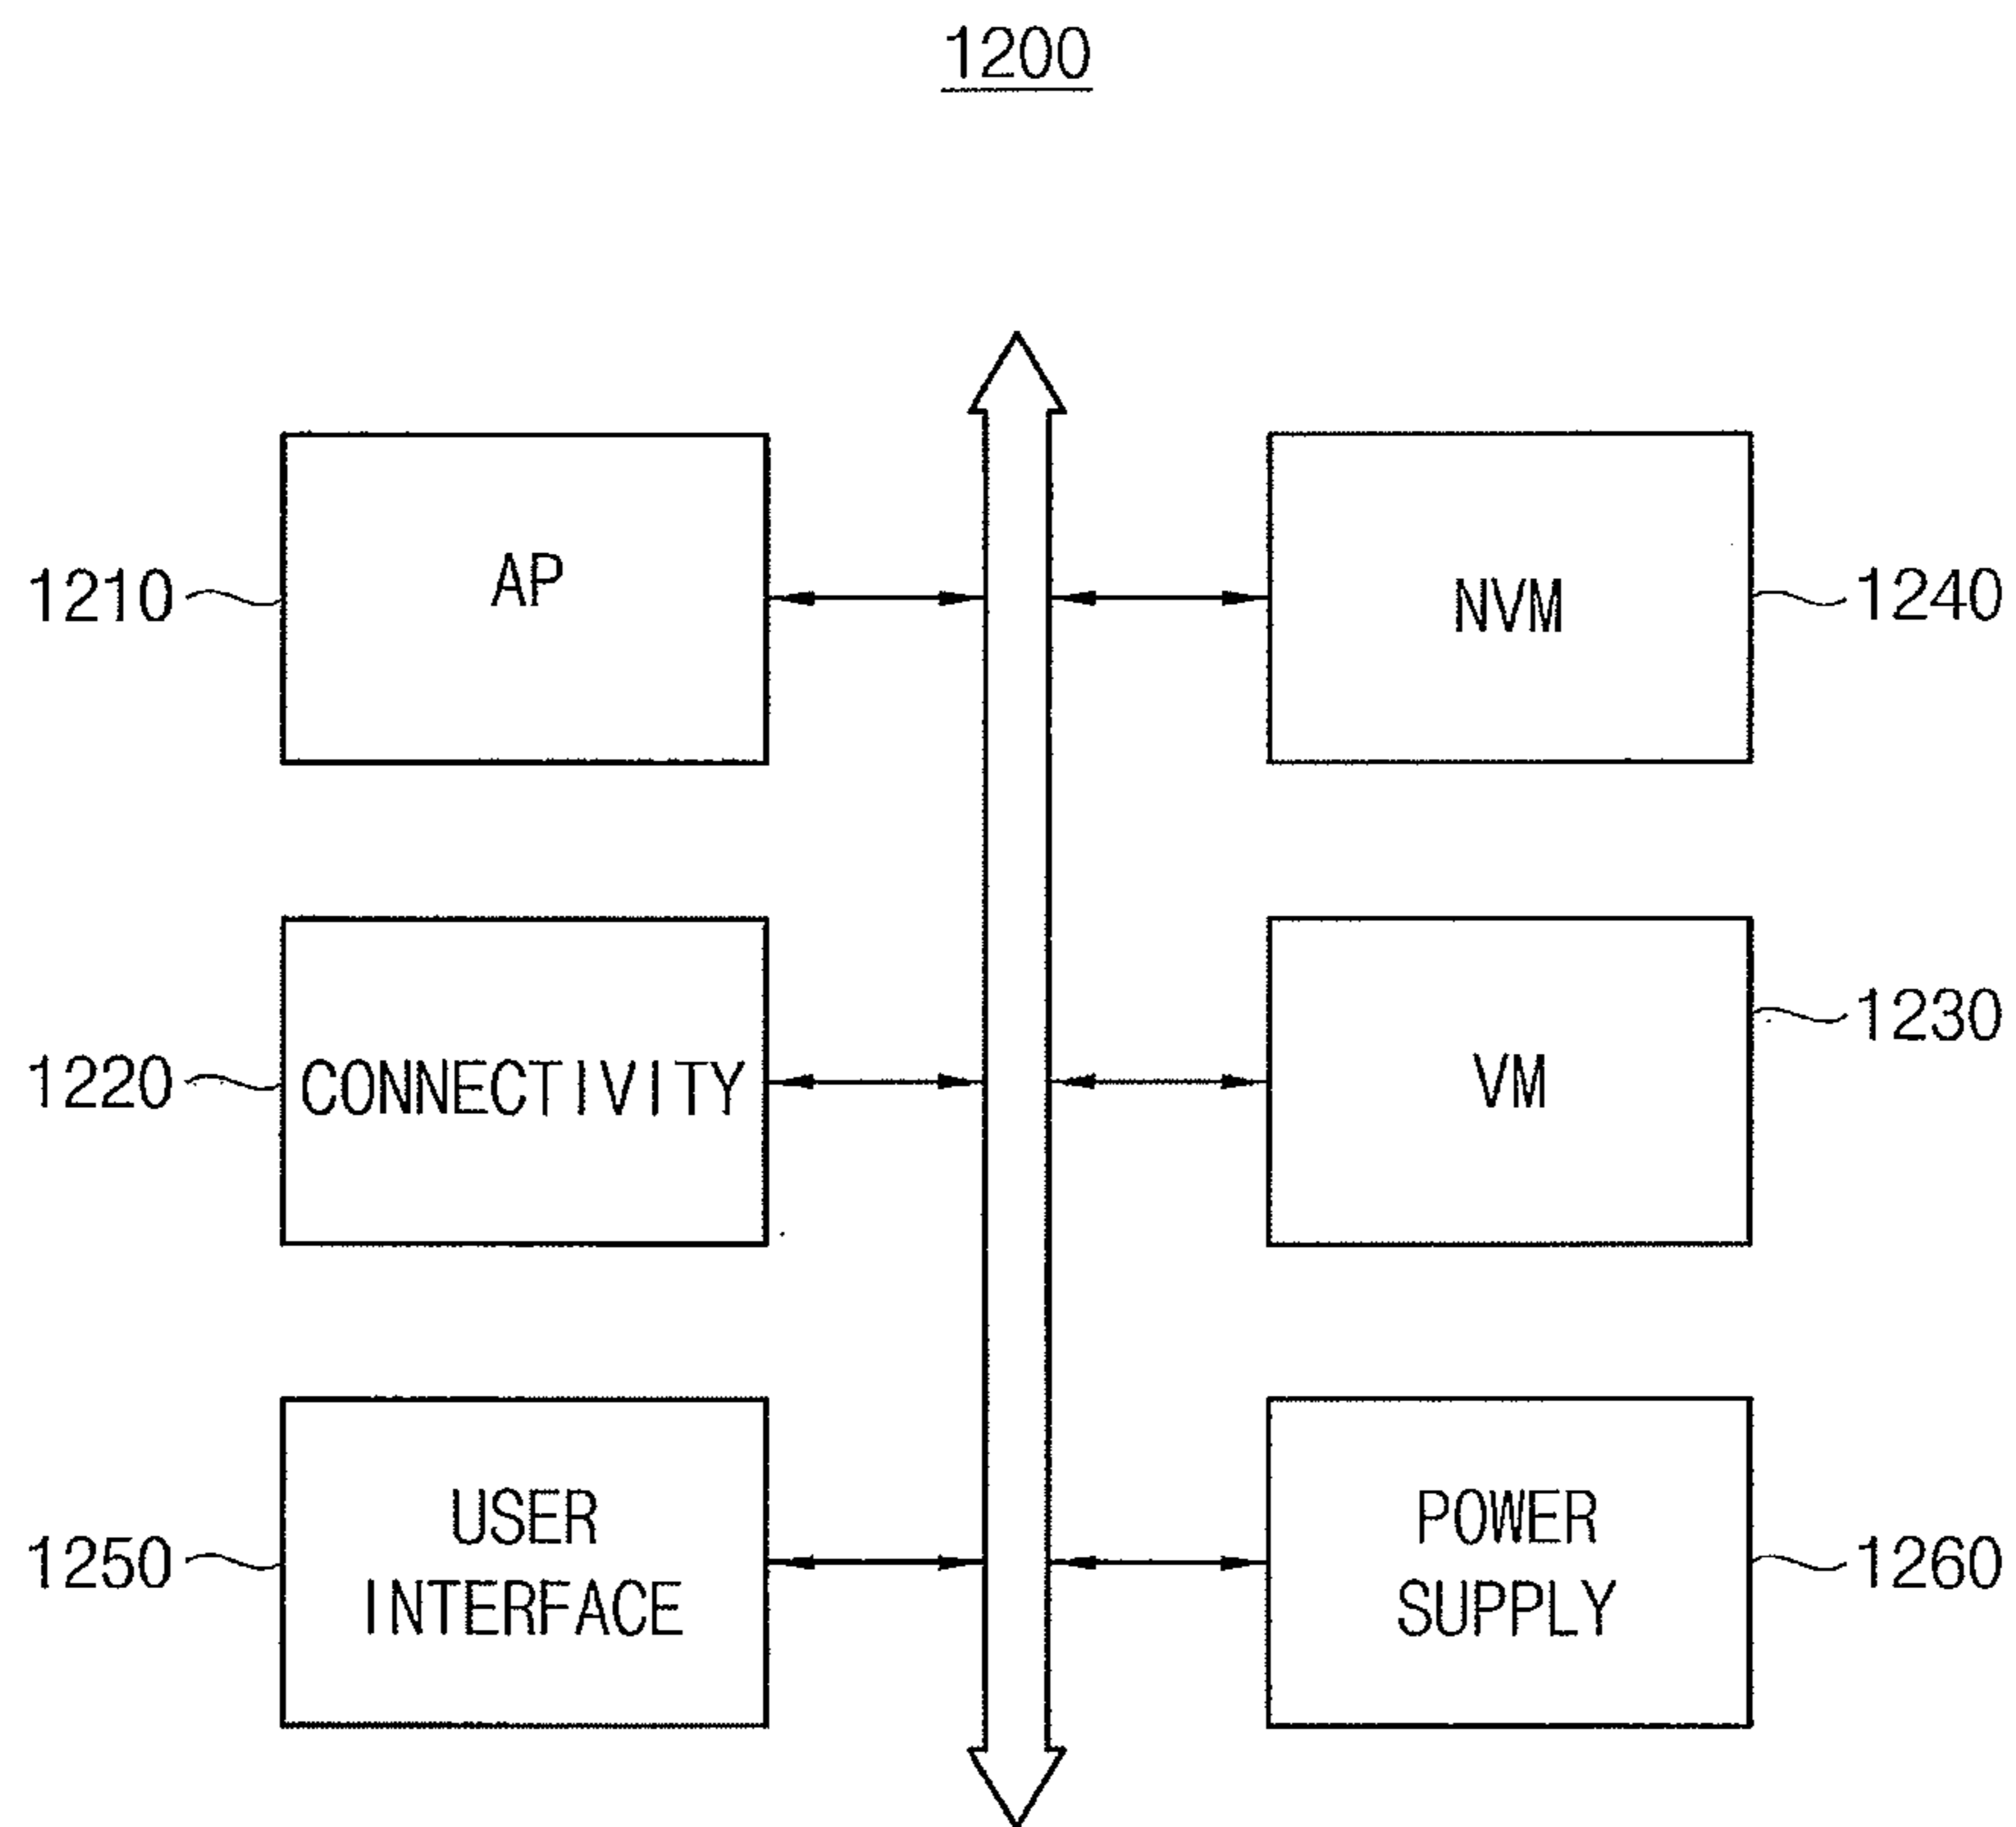 1200
1210
AP
NVM
1240
1220
CONNECTIVITY
VM
1230
1250
USER
INTERFACE
POWER
SUPPLY
1260